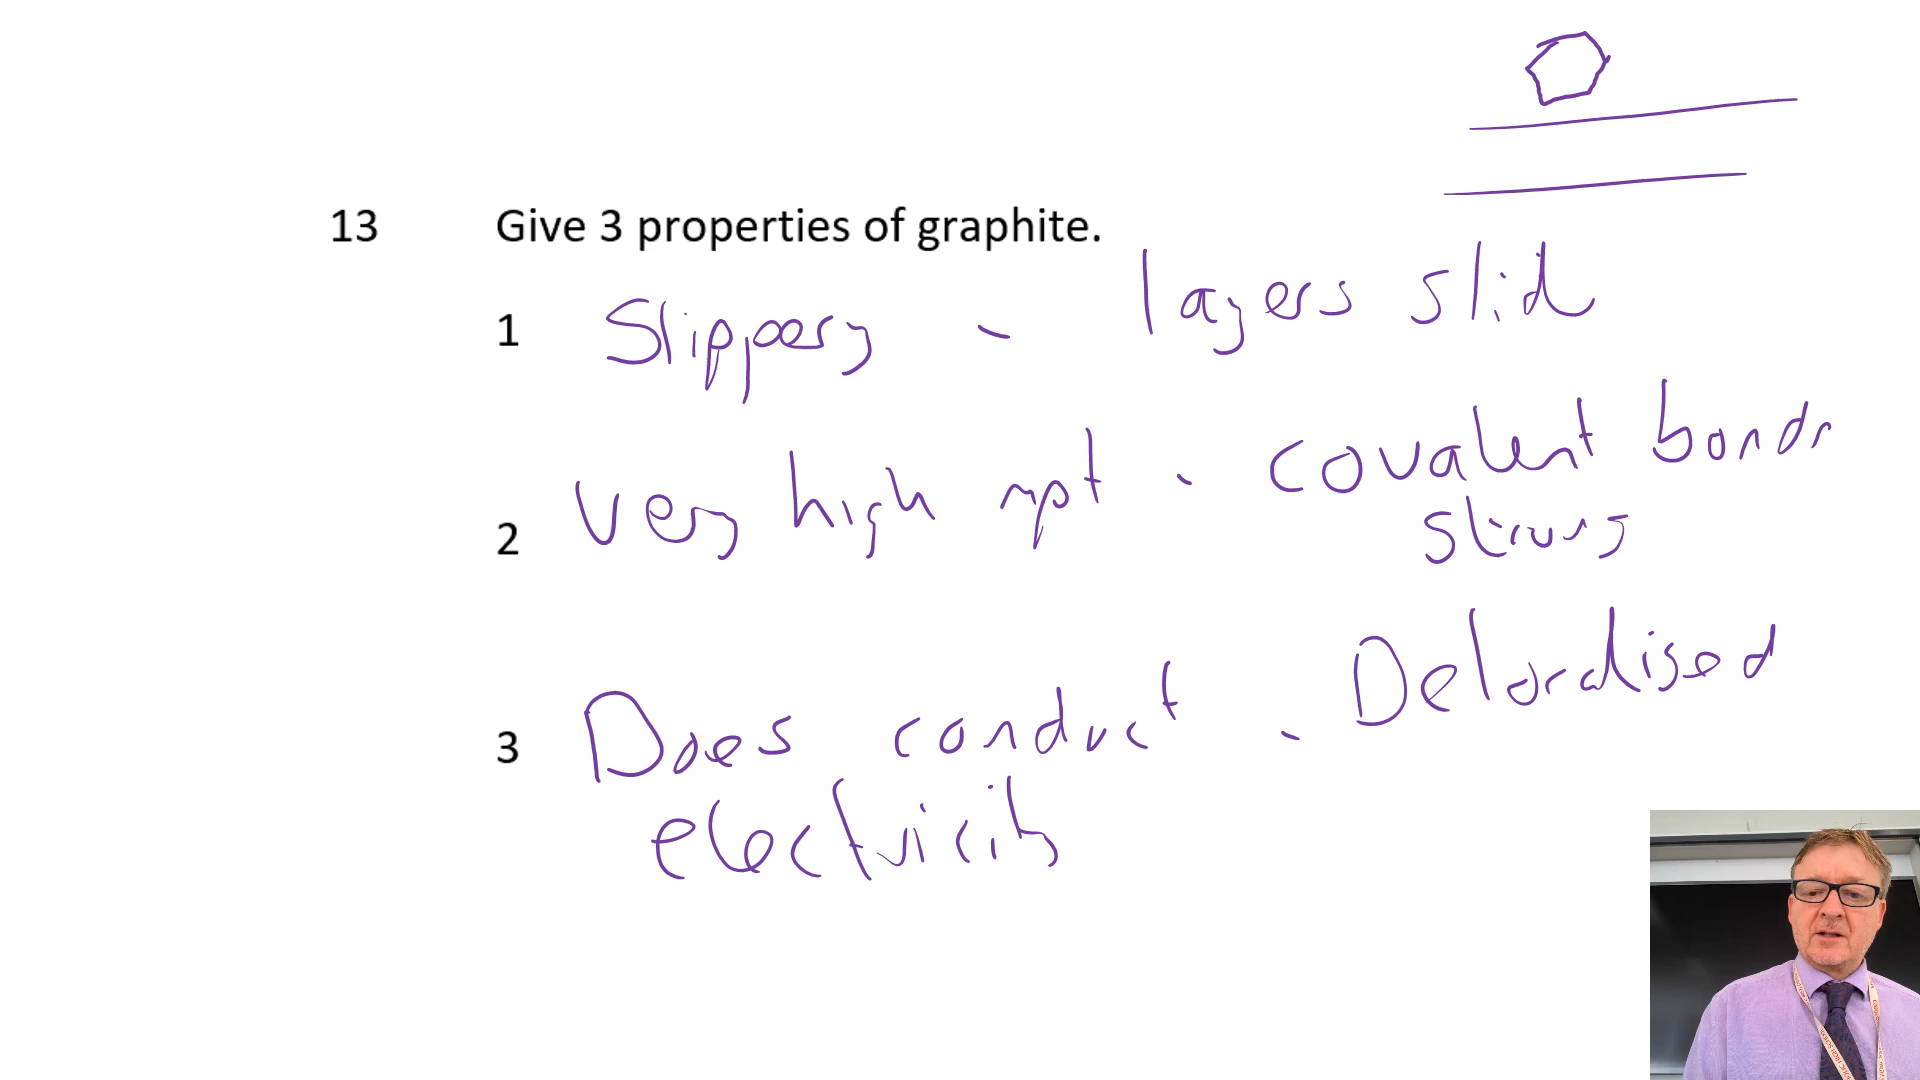 13 Give 3 properties of graphite.
1 Slippery - layers slid
2 Very high mpt - covalent bonds
strong
3 Does conduct - Delocalised
electricity